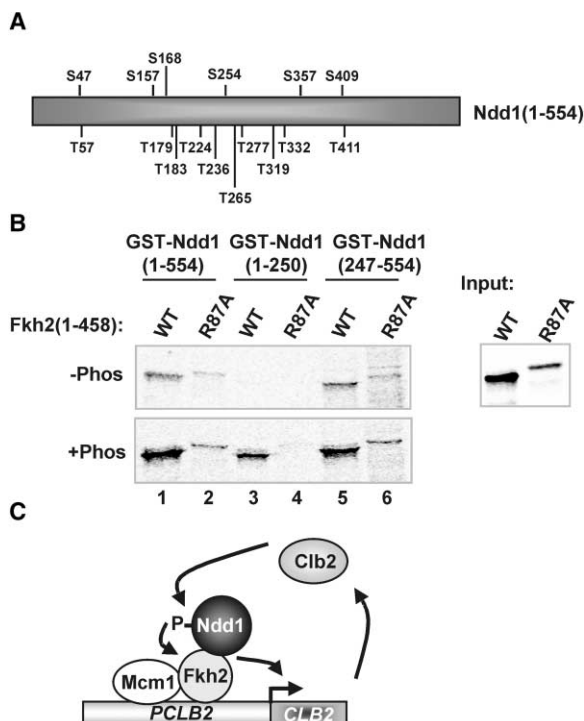 A
S168
S47 S157 S254 S357 S409
Ndd1(1-554)
T57 T179 T224 T277 T332 T411
T183 T236 T319
T265
B
GST-Ndd1 GST-Ndd1 GST-Ndd1
(1-554) (1-250) (247-554)
Input:
Fkh2(1-458): WT R87A WT R87A WT R87A WT R87A
-Phos
+Phos
1 2 3 4 5 6
C
Clb2
P Ndd1
Mcm1 Fkh2
PCLB2 CLB2